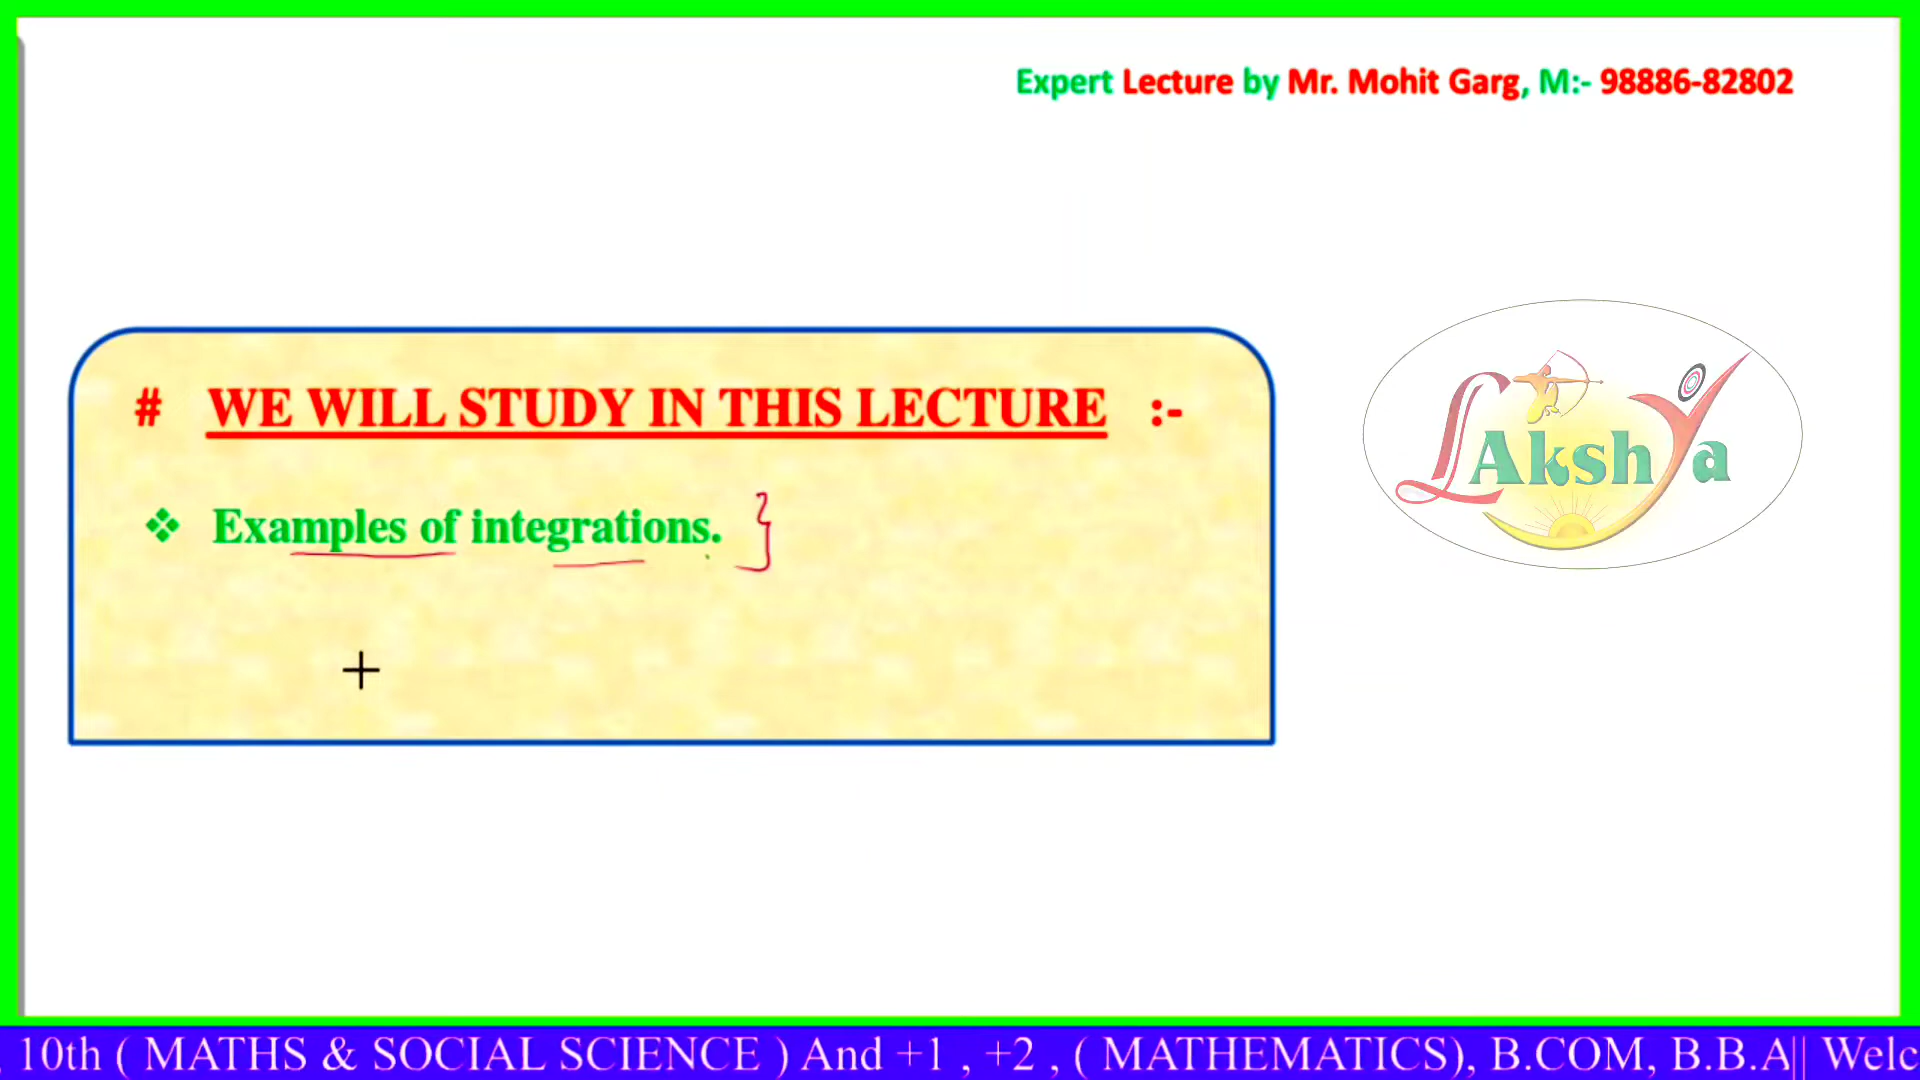 Expert Lecture by Mr. Mohit Garg, M:- 98886-82802
# WE WILL STUDY IN THIS LECTURE :-
❖ Examples of integrations.
LAkshYa
, 10th ( MATHS & SOCIAL SCIENCE ) And +1 , +2 , ( MATHEMATICS), B.COM, B.B.A|| Welc